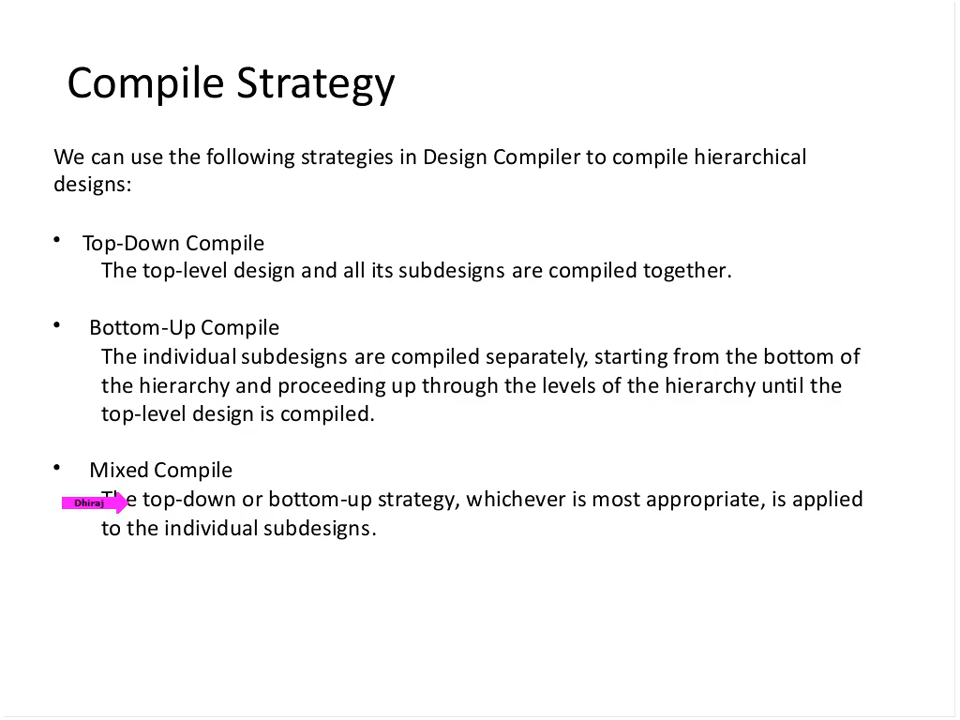 Compile Strategy
We can use the following strategies in Design Compiler to compile hierarchical
designs:
• Top-Down Compile
The top-level design and all its subdesigns are compiled together.
• Bottom-Up Compile
The individual subdesigns are compiled separately, starting from the bottom of
the hierarchy and proceeding up through the levels of the hierarchy until the
top-level design is compiled.
• Mixed Compile
The top-down or bottom-up strategy, whichever is most appropriate, is applied
Dhiraj
to the individual subdesigns.